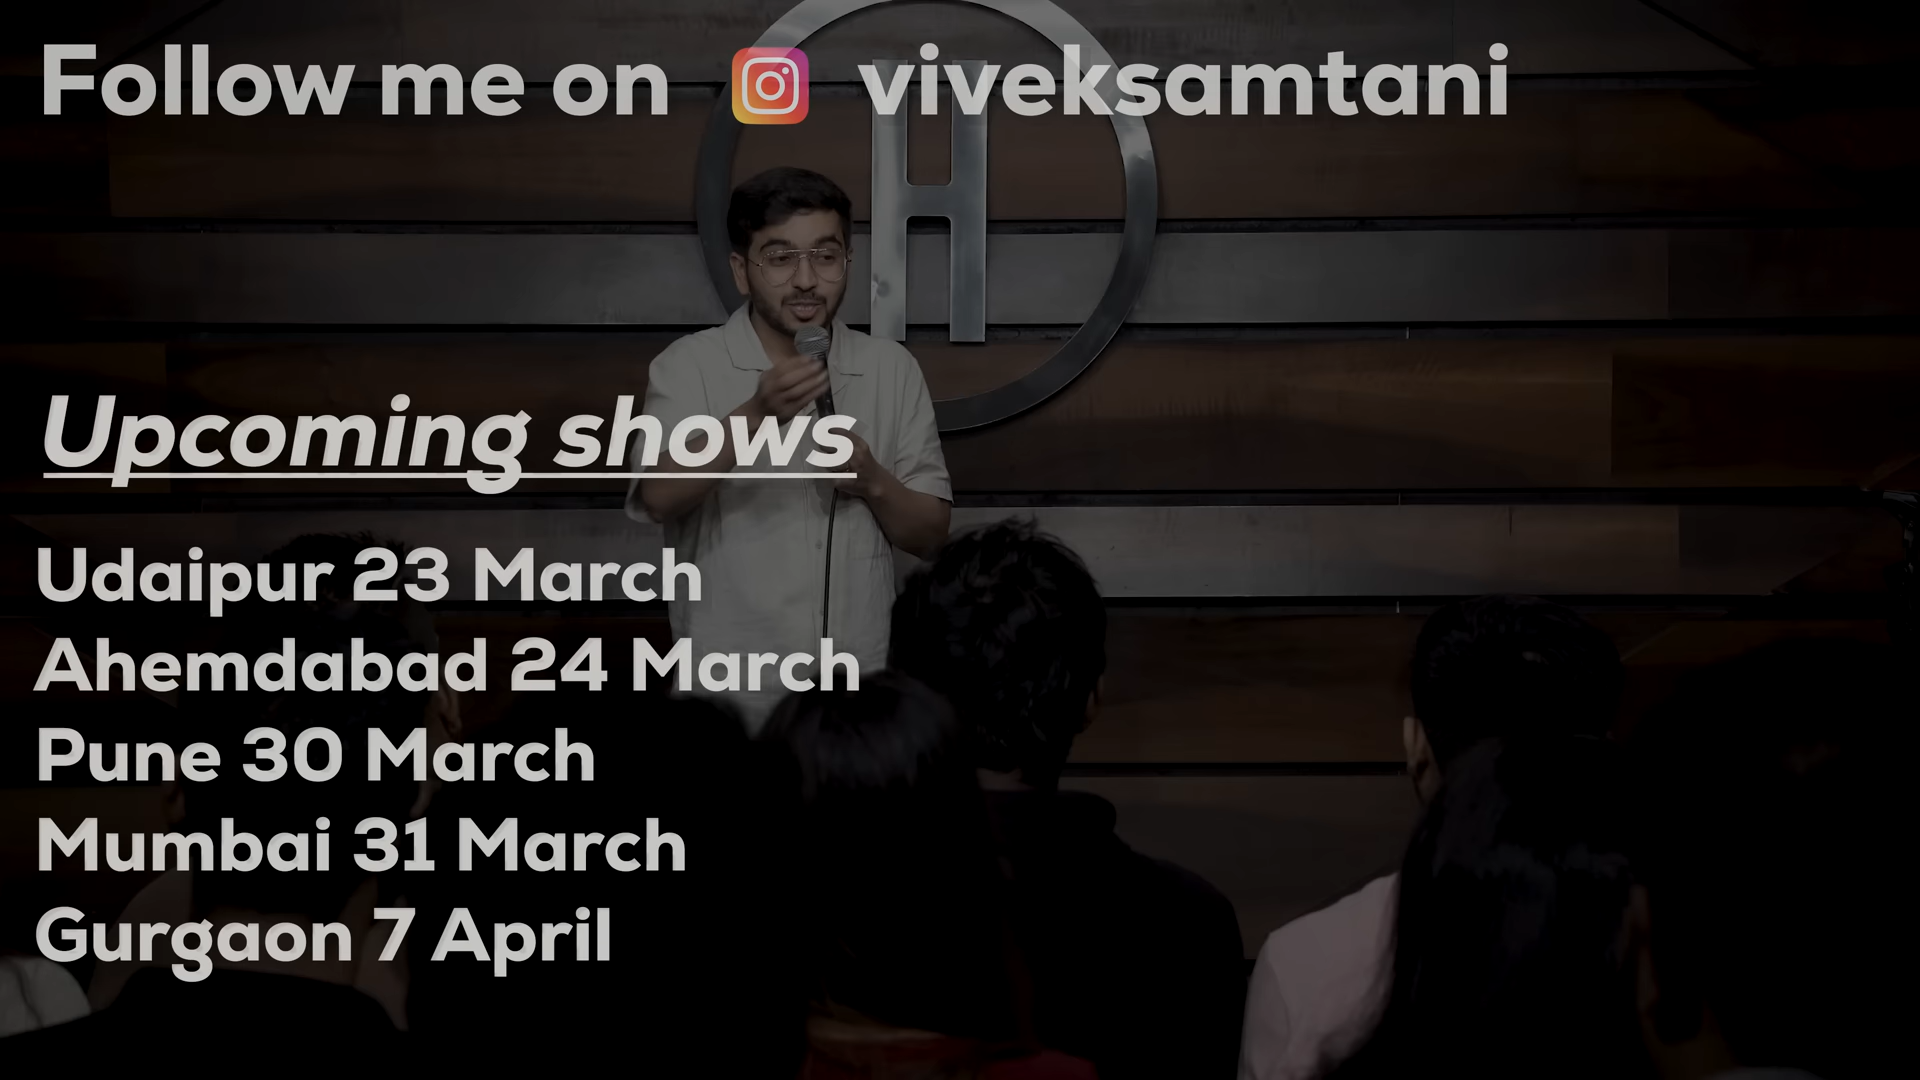 Follow me on viveksamtani
H
Upcoming shows
Udaipur 23 March
Ahemdabad 24 March
Pune 30 March
Mumbai 31 March
Gurgaon 7 April